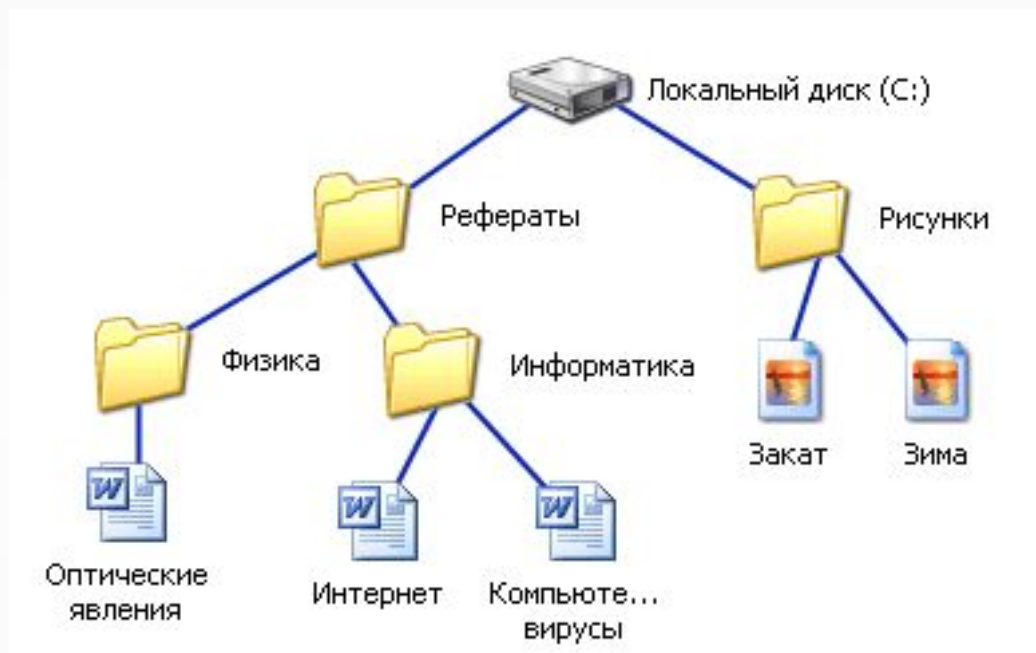 Локальный диск (C:)
Рефераты
Рисунки
Физика
Информатика
Закат
Зима
Оптические
явления
Интернет
Компьюте...
вирусы